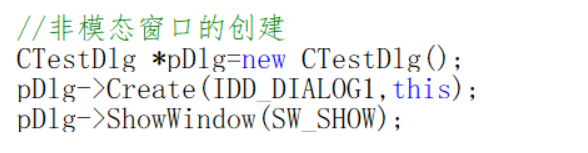 //非模态窗口的创建
CTestDlg *pDlg=new CTestDlg();
pDlg->Create(IDD_DIALOG1,this);
pDlg->ShowWindow(SW_SHOW);